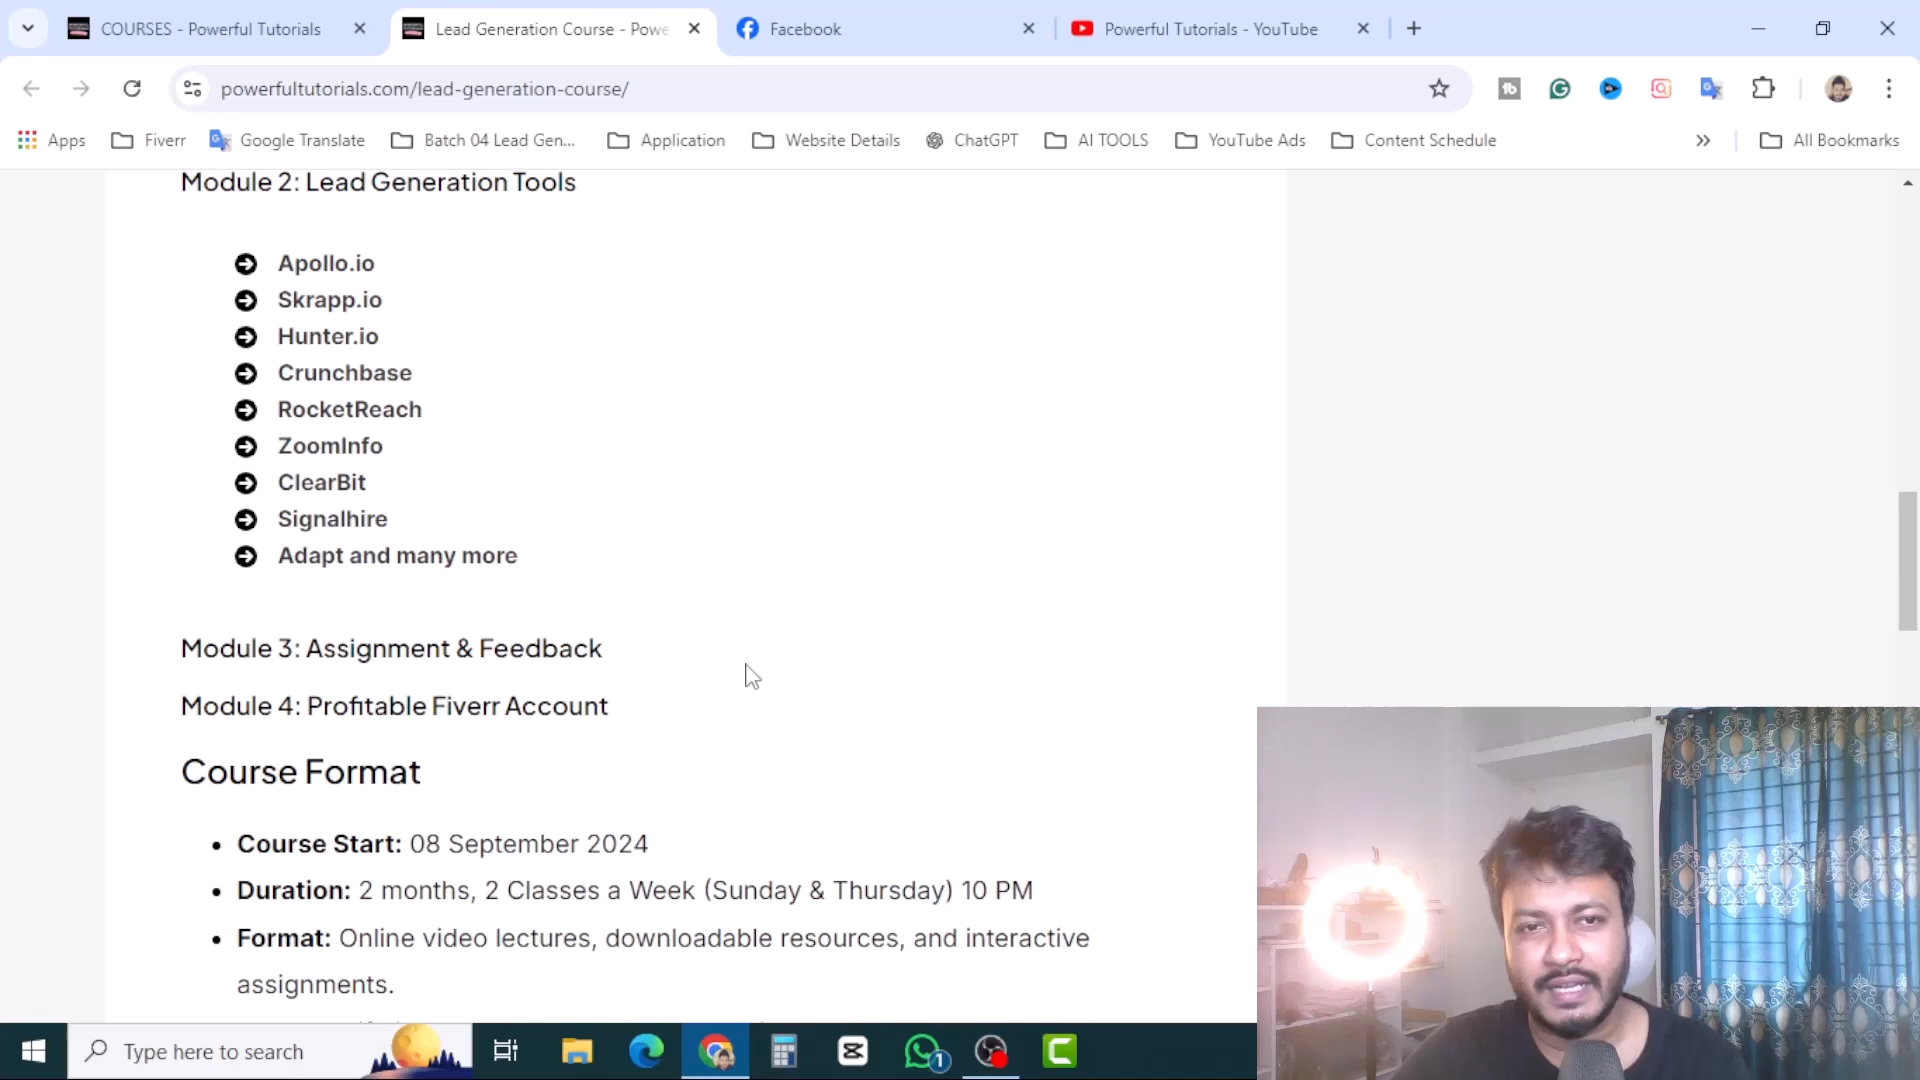 COURSES - Powerful Tutorials
Lead Generation Course - Powe
Facebook
Powerful Tutorials - YouTube
powerfultutorials.com/lead-generation-course/
Apps
Fiverr
Google Translate
Batch 04 Lead Gen...
Application
Website Details
ChatGPT
AI TOOLS
YouTube Ads
Content Schedule
All Bookmarks
Module 2: Lead Generation Tools
Apollo.io
Skrapp.io
Hunter.io
Crunchbase
RocketReach
ZoomInfo
ClearBit
Signalhire
Adapt and many more
Module 3: Assignment & Feedback
Module 4: Profitable Fiverr Account
Course Format
Course Start: 08 September 2024
Duration: 2 months, 2 Classes a Week (Sunday & Thursday) 10 PM
Format: Online video lectures, downloadable resources, and interactive
assignments.
Type here to search
1